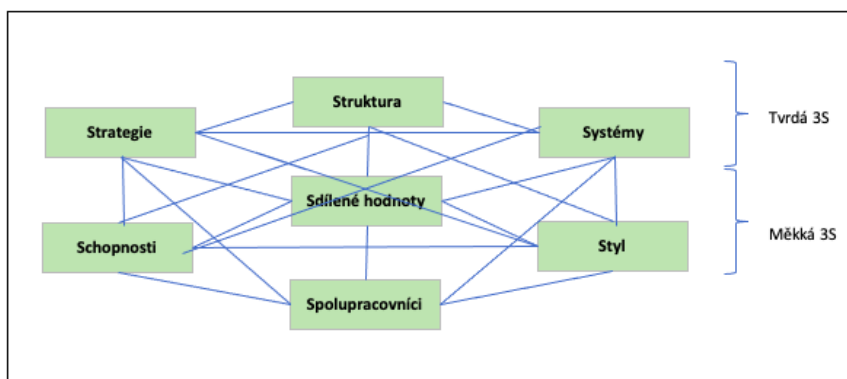 Struktura
Strategie
Systémy
Tvrdá 3S
Sdílené hodnoty
Schopnosti
Styl
Měkká 3S
Spolupracovníci